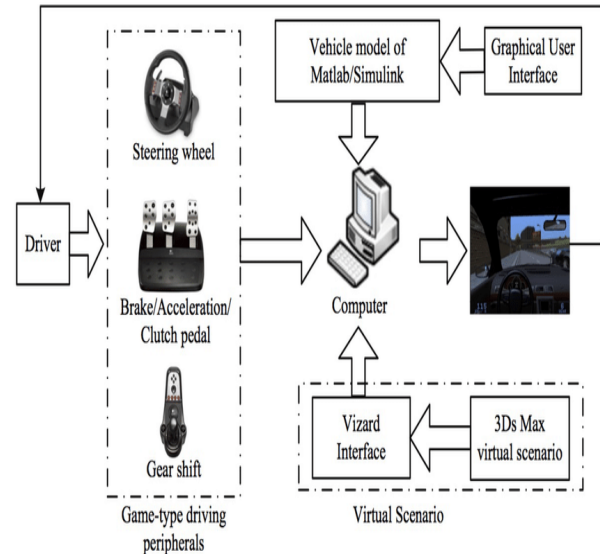 Vehicle model of
Matlab/Simulink
Graphical User
Interface
Steering wheel
Driver
Brake/Acceleration/
Clutch pedal
Computer
Gear shift
Vizard
Interface
3Ds Max
virtual scenario
Game-type driving
peripherals
Virtual Scenario